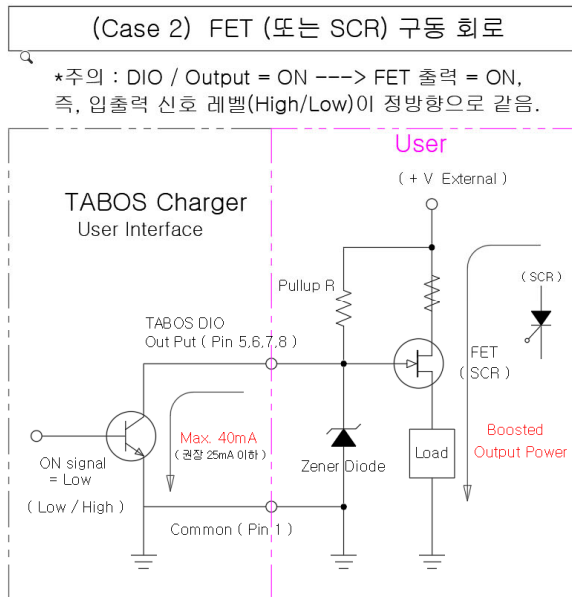 (Case 2) FET (또는 SCR) 구동 회로
*주의 : DIO / Output = ON ---> FET 출력 = ON,
즉, 입출력 신호 레벨(High/Low)이 정방향으로 같음.
User
( + V External )
TABOS Charger
User Interface
Pullup R
( SCR )
TABOS DIO
Out Put ( Pin 5,6,7,8 )
FET
( SCR )
Max. 40mA
( 권장 25mA 이하 )
Boosted
Output Power
Load
Zener Diode
ON signal
= Low
( Low / High )
Common ( Pin 1 )